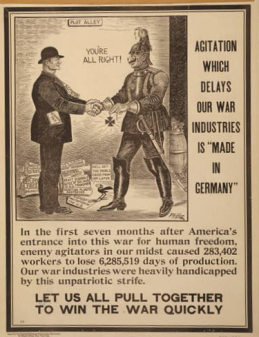 PLOT ALLEY
YOU'RE
ALL RIGHT!
AGITATION
WHICH
DELAYS
OUR WAR
INDUSTRIES
IS "MADE
IN
GERMANY"
In the first seven months after America's
entrance into this war for human freedom,
enemy agitators in our midst caused 283,402
workers to lose 6,285,519 days of production.
Our war industries were heavily handicapped
by this unpatriotic strife.
LET US ALL PULL TOGETHER
TO WIN THE WAR QUICKLY